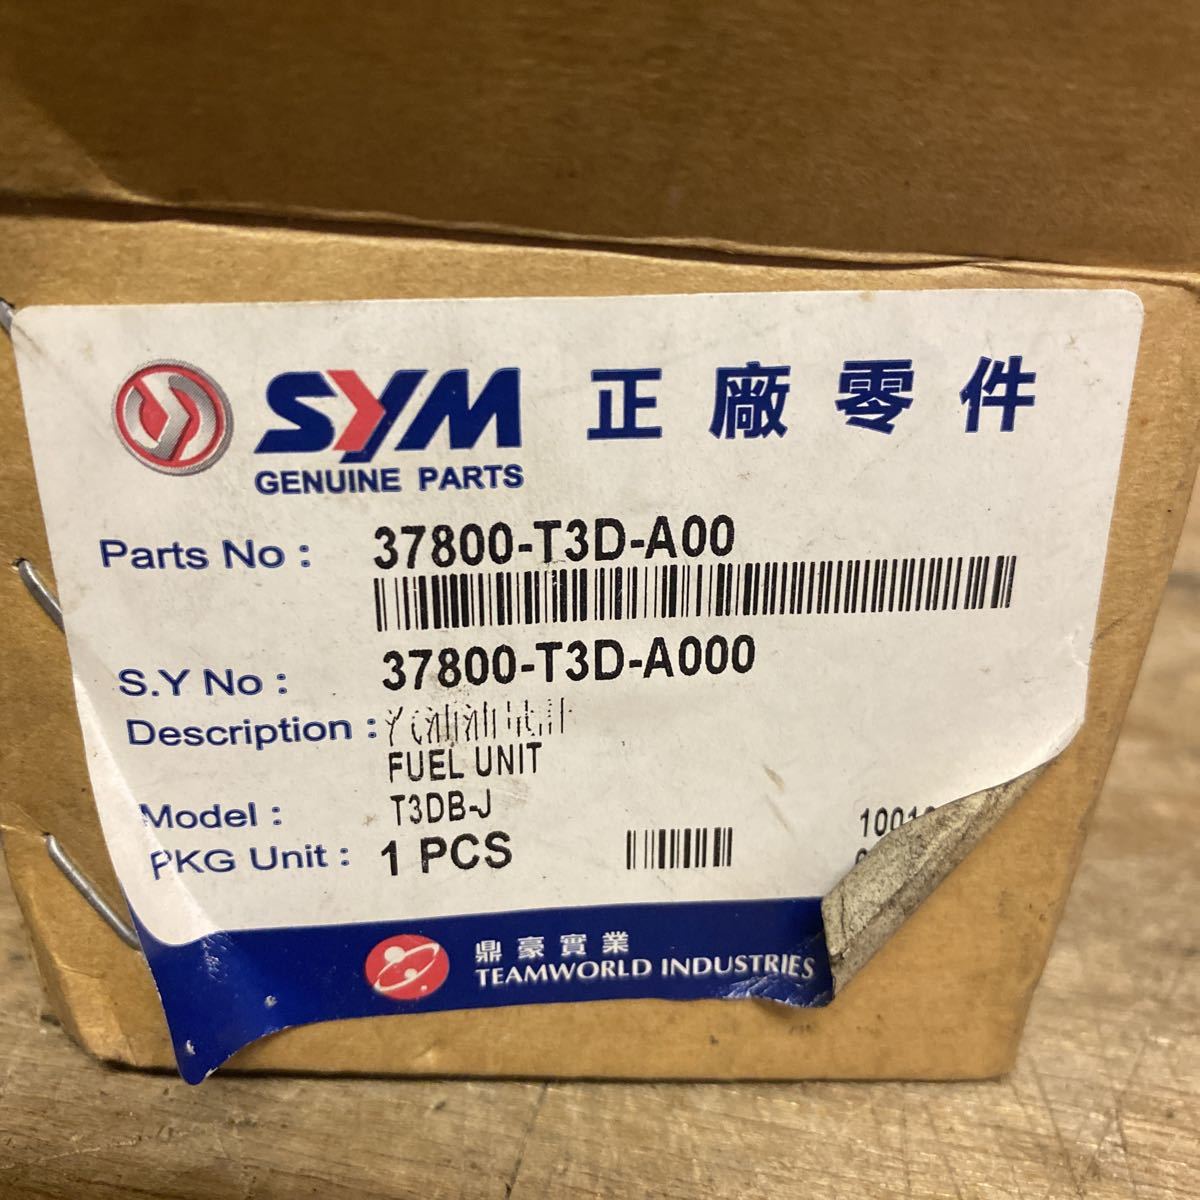 SYM 正廠零件
GENUINE PARTS
Parts No : 37800-T3D-A00
S.Y No : 37800-T3D-A000
Description :
FUEL UNIT
Model : T3DB-J
PKG Unit : 1 PCS
鼎豪實業
TEAMWORLD INDUSTRIES